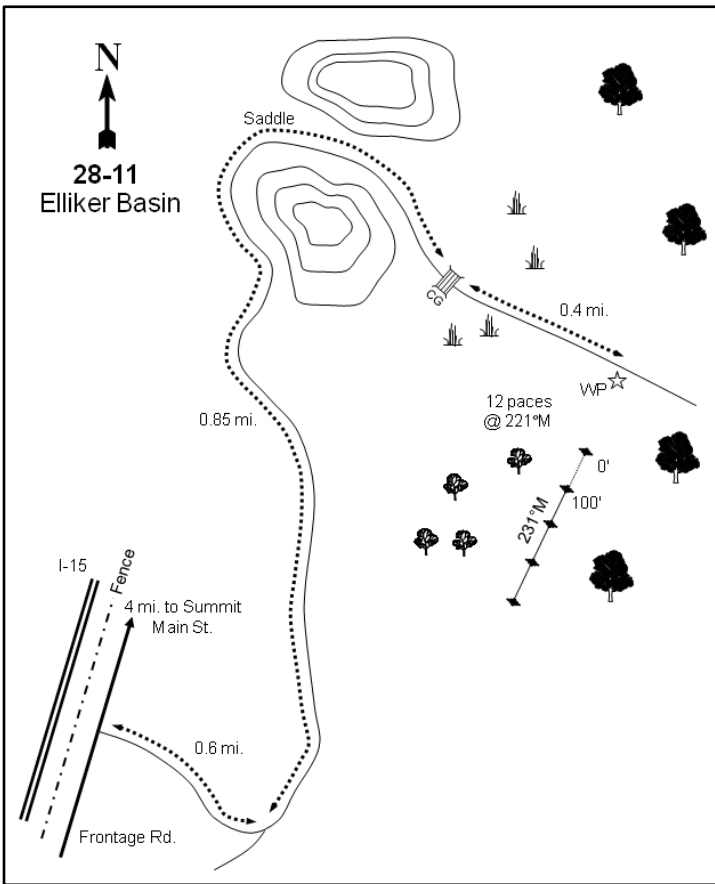 N
28-11
Elliker Basin
Saddle
CG
0.4 mi.
WP
12 paces
@ 221°M
0'
100'
231°M
0.85 mi.
I-15
Fence
4 mi. to Summit
Main St.
0.6 mi.
Frontage Rd.